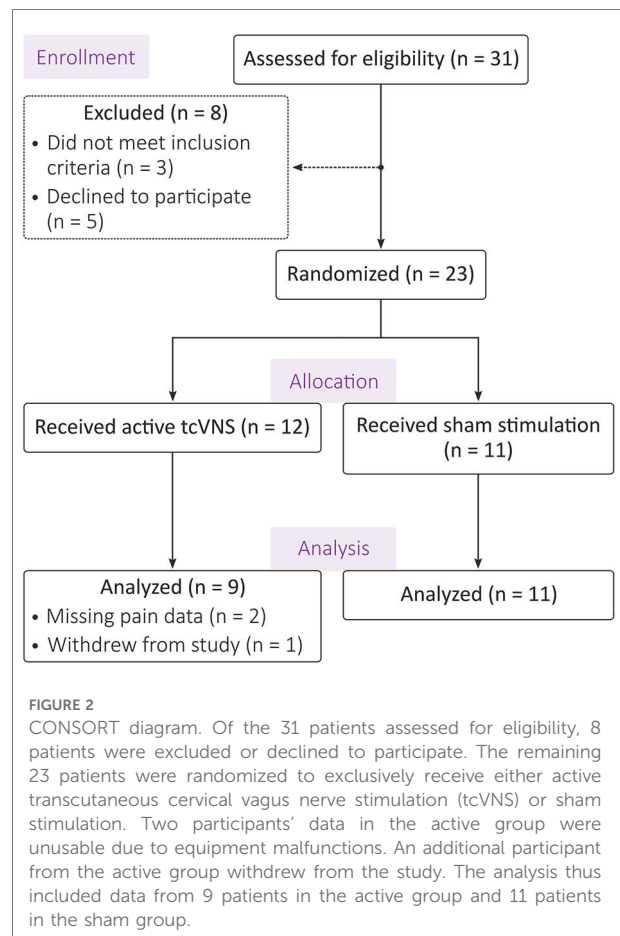 Enrollment
Assessed for eligibility (n = 31)
Excluded (n = 8)
• Did not meet inclusion
criteria (n = 3)
• Declined to participate
(n = 5)
Randomized (n = 23)
Allocation
Received active tcVNS (n = 12)
Received sham stimulation
(n = 11)
Analysis
Analyzed (n = 9)
• Missing pain data (n = 2)
• Withdrew from study (n = 1)
Analyzed (n = 11)
FIGURE 2
CONSORT diagram. Of the 31 patients assessed for eligibility, 8
patients were excluded or declined to participate. The remaining
23 patients were randomized to exclusively receive either active
transcutaneous cervical vagus nerve stimulation (tcVNS) or sham
stimulation. Two participants' data in the active group were
unusable due to equipment malfunctions. An additional participant
from the active group withdrew from the study. The analysis thus
included data from 9 patients in the active group and 11 patients
in the sham group.